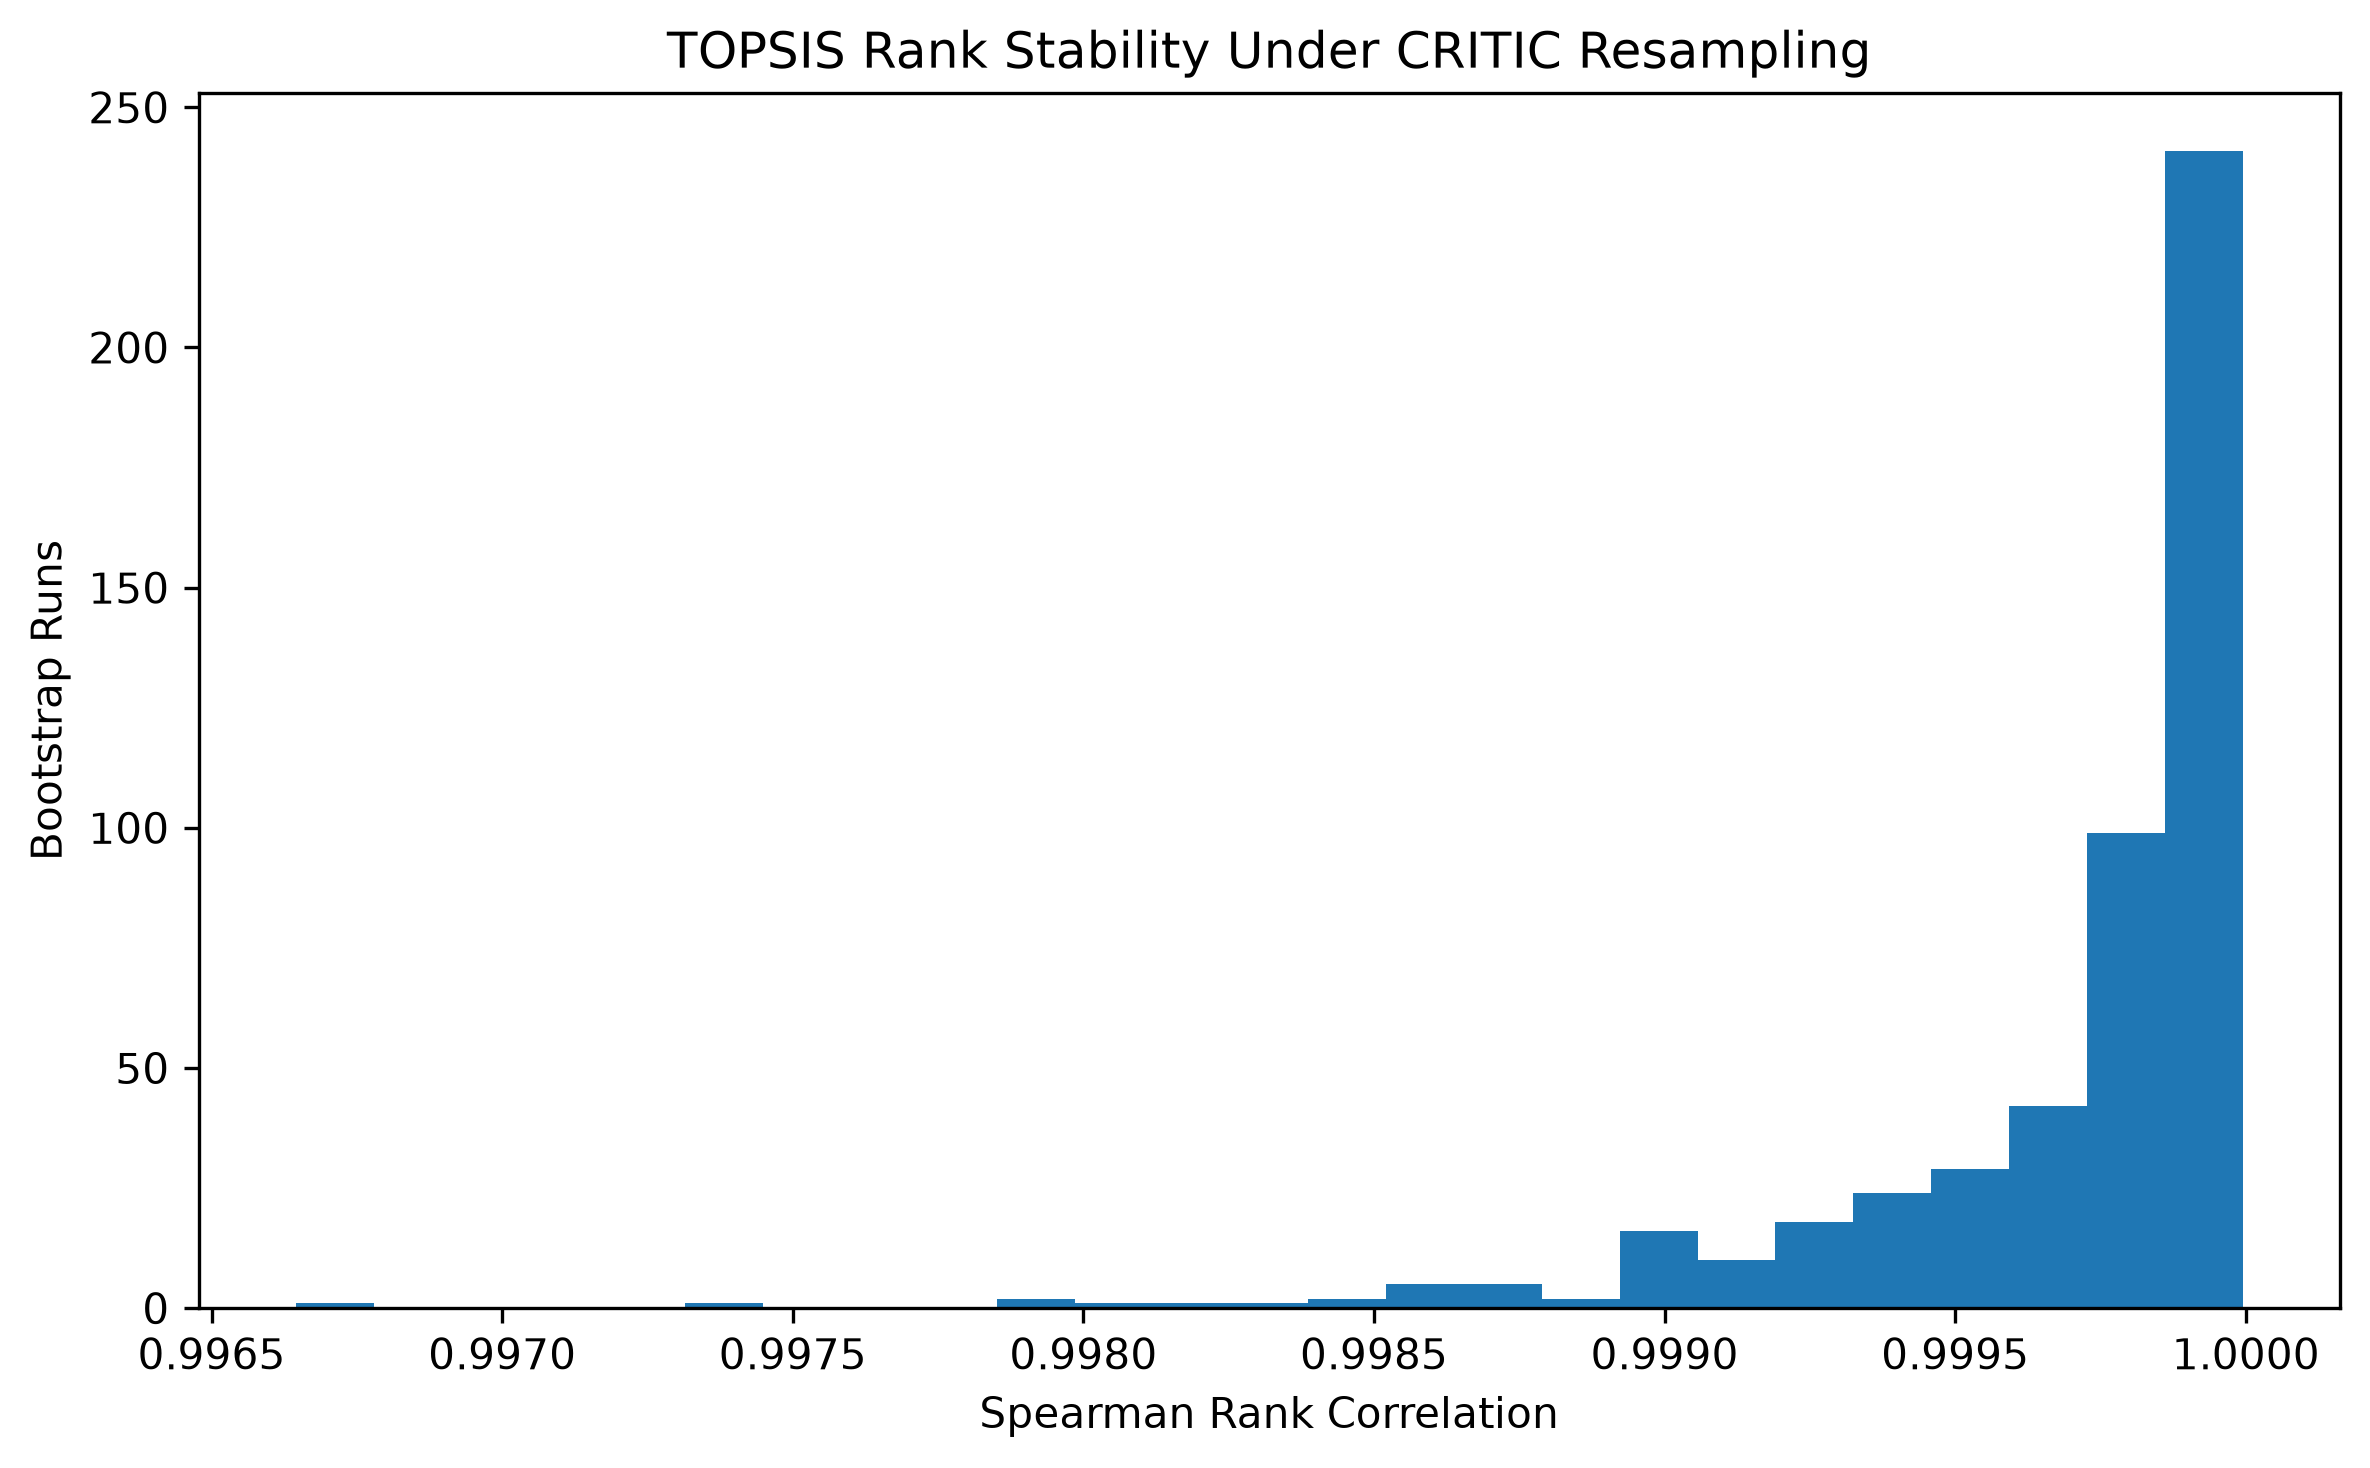 TOPSIS Rank Stability Under CRITIC Resampling
250
200
150
100
50
0
Bootstrap Runs
0.9965 0.9970 0.9975 0.9980 0.9985 0.9990 0.9995 1.0000
Spearman Rank Correlation